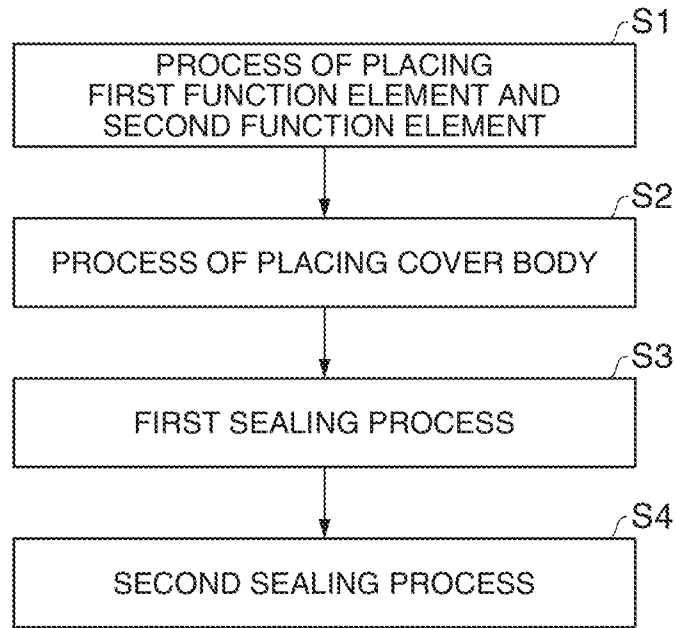 S1
PROCESS OF PLACING
FIRST FUNCTION ELEMENT AND
SECOND FUNCTION ELEMENT
S2
PROCESS OF PLACING COVER BODY
S3
FIRST SEALING PROCESS
S4
SECOND SEALING PROCESS